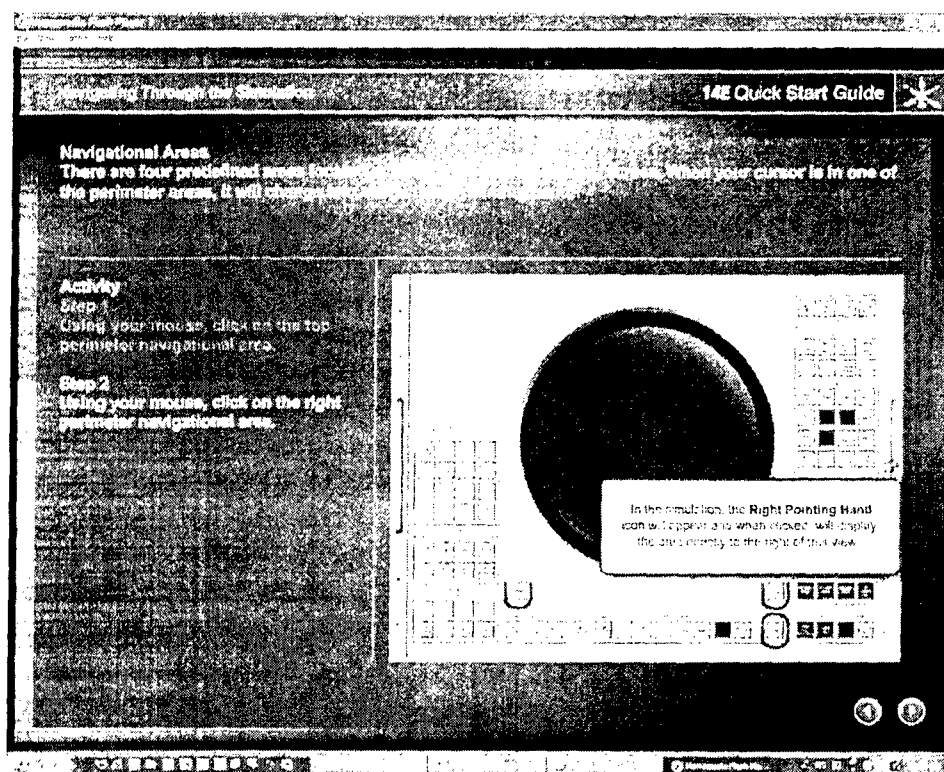 Navigating Through the Simulation
14E Quick Start Guide
Navigational Areas
There are four predefined areas when your cursor is in one of
the perimeter areas, it will
Activity
Step 1
Using your mouse, click on the top
perimeter navigational area.
Step 2
Using your mouse, click on the right
perimeter navigational area.
In the simulation, the Right Pointing Hand
icon will appear and when clicked, will display
the area directly to the right of this view